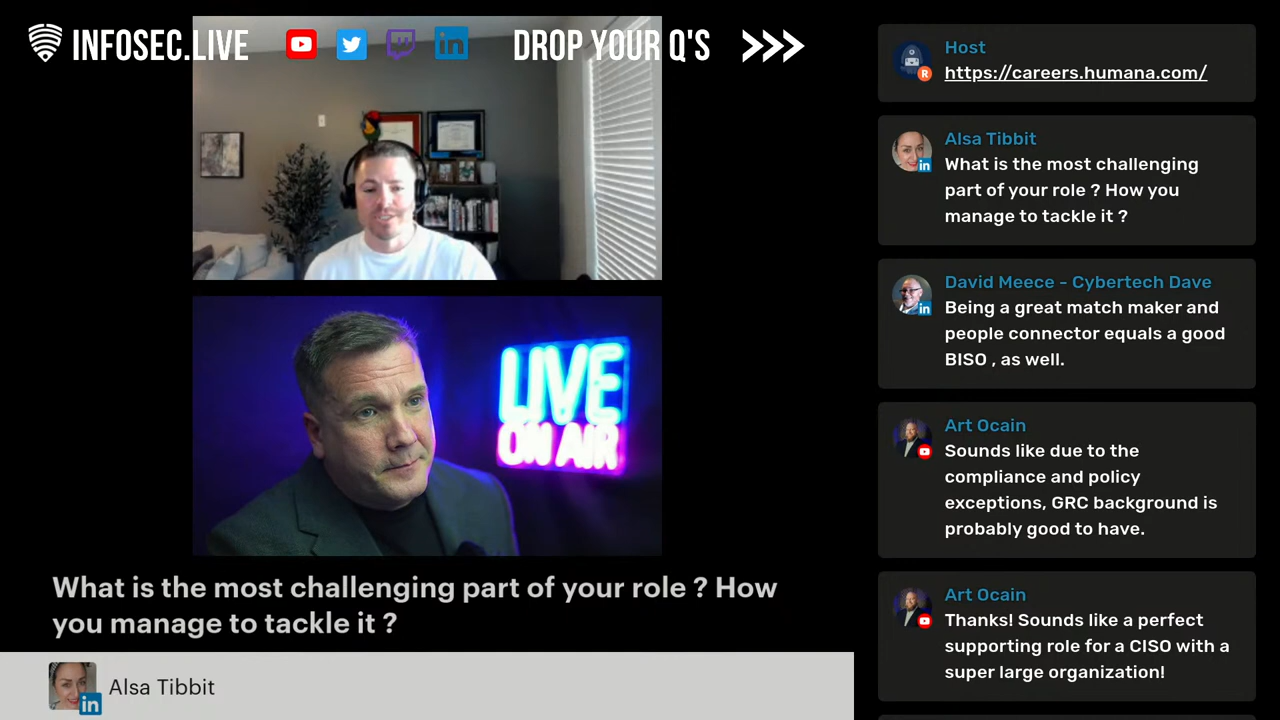 INFOSEC.LIVE
in
DROP YOUR Q'S
LIVE
ON AIR
What is the most challenging part of your role ? How
you manage to tackle it ?
in
Alsa Tibbit
Host
R
https://careers.humana.com/
Alsa Tibbit
in
What is the most challenging
part of your role ? How you
manage to tackle it ?
David Meece - Cybertech Dave
in
Being a great match maker and
people connector equals a good
BISO , as well.
Art Ocain
Sounds like due to the
compliance and policy
exceptions, GRC background is
probably good to have.
Art Ocain
Thanks! Sounds like a perfect
supporting role for a CISO with a
super large organization!